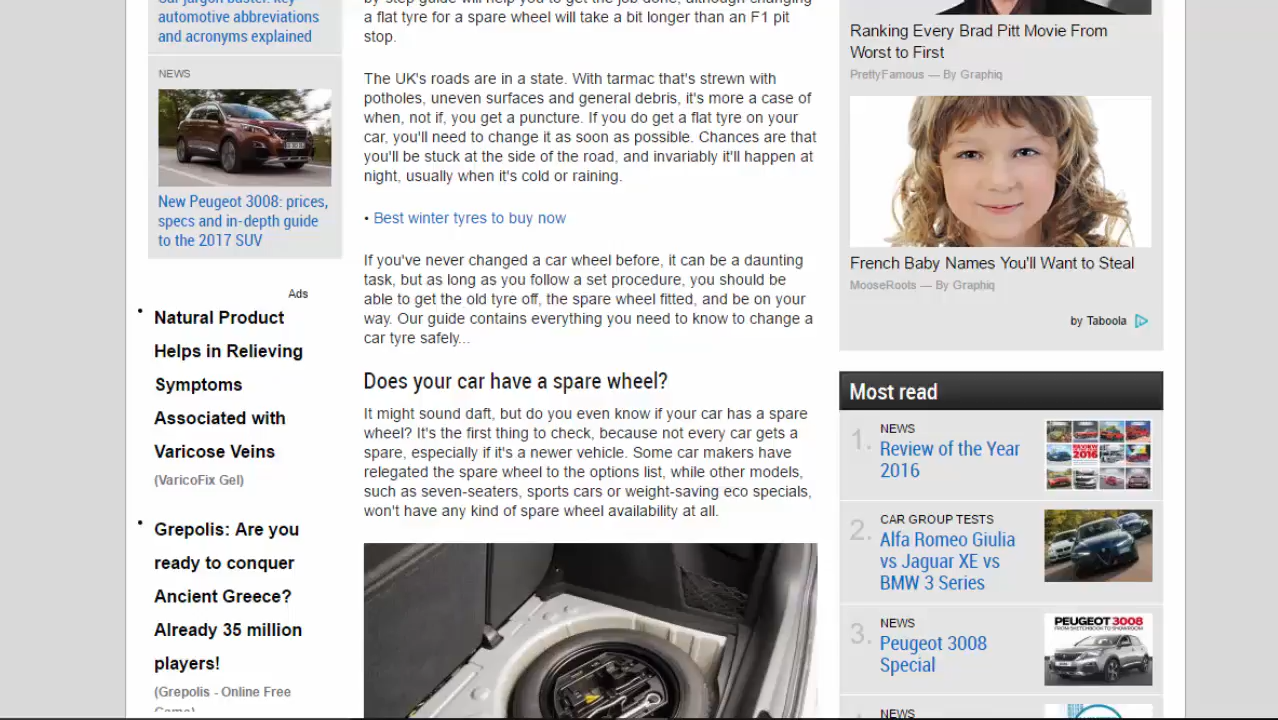 Car jargon buster: key
automotive abbreviations
and acronyms explained
NEWS
New Peugeot 3008: prices,
specs and in-depth guide
to the 2017 SUV
Ads
Natural Product
Helps in Relieving
Symptoms
Associated with
Varicose Veins
(VaricoFix Gel)
Grepolis: Are you
ready to conquer
Ancient Greece?
Already 35 million
players!
(Grepolis - Online Free
Game)
by-step guide will help you to get the job done, although changing
a flat tyre for a spare wheel will take a bit longer than an F1 pit
stop.
The UK's roads are in a state. With tarmac that's strewn with
potholes, uneven surfaces and general debris, it's more a case of
when, not if, you get a puncture. If you do get a flat tyre on your
car, you'll need to change it as soon as possible. Chances are that
you'll be stuck at the side of the road, and invariably it'll happen at
night, usually when it's cold or raining.
• Best winter tyres to buy now
If you've never changed a car wheel before, it can be a daunting
task, but as long as you follow a set procedure, you should be
able to get the old tyre off, the spare wheel fitted, and be on your
way. Our guide contains everything you need to know to change a
car tyre safely...
Does your car have a spare wheel?
It might sound daft, but do you even know if your car has a spare
wheel? It's the first thing to check, because not every car gets a
spare, especially if it's a newer vehicle. Some car makers have
relegated the spare wheel to the options list, while other models,
such as seven-seaters, sports cars or weight-saving eco specials,
won't have any kind of spare wheel availability at all.
Ranking Every Brad Pitt Movie From
Worst to First
PrettyFamous — By Graphiq
French Baby Names You'll Want to Steal
MooseRoots — By Graphiq
by Taboola
Most read
1. NEWS
Review of the Year
2016
REVIEW
2016
2. CAR GROUP TESTS
Alfa Romeo Giulia
vs Jaguar XE vs
BMW 3 Series
3. NEWS
Peugeot 3008
Special
PEUGEOT 3008
FROM SKETCHBOOK TO SHOWROOM
NEWS